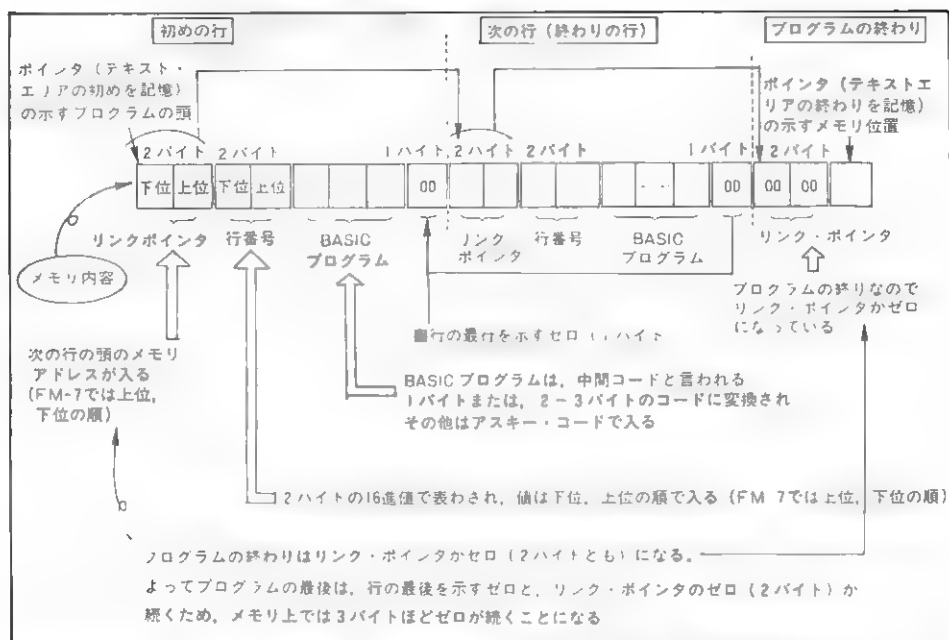 初めの行
次の行（終わりの行）
プログラムの終わり
ポインタ（テキスト・
エリアの初めを記憶）
の示すプログラムの頭
ポインタ（テキストエ
リアの終わりを記憶）
の示すメモリ位置
2バイト 2バイト 1バイト 2バイト 2バイト 1バイト 2バイト
下位 上位 下位 上位 00 ... 00 00 00
リンクポインタ 行番号 BASIC
プログラム
リンク
ポインタ
行番号
BASIC
プログラム
リンク・ポインタ
メモリ内容
プログラムの終りなので
リンク・ポインタがゼロ
になっている
行の最行を示すゼロ
バイト
次の行の頭のメモリ
アドレスが入る
(FM-7では上位,
下位の順)
BASICプログラムは，中間コードと言われる
1バイトまたは，2－3バイトのコードに変換され
その他はアスキー・コードで入る
2バイトの16進値で表わされ，値は下位，上位の順で入る（FM-7では上位，下位の順）
プログラムの終わりはリンク・ポインタがゼロ（2バイトとも）になる。
よってプログラムの最後は，行の最後を示すゼロと，リンク・ポインタのゼロ（2バイト）が
続くため，メモリ上では3バイトほどゼロが続くことになる